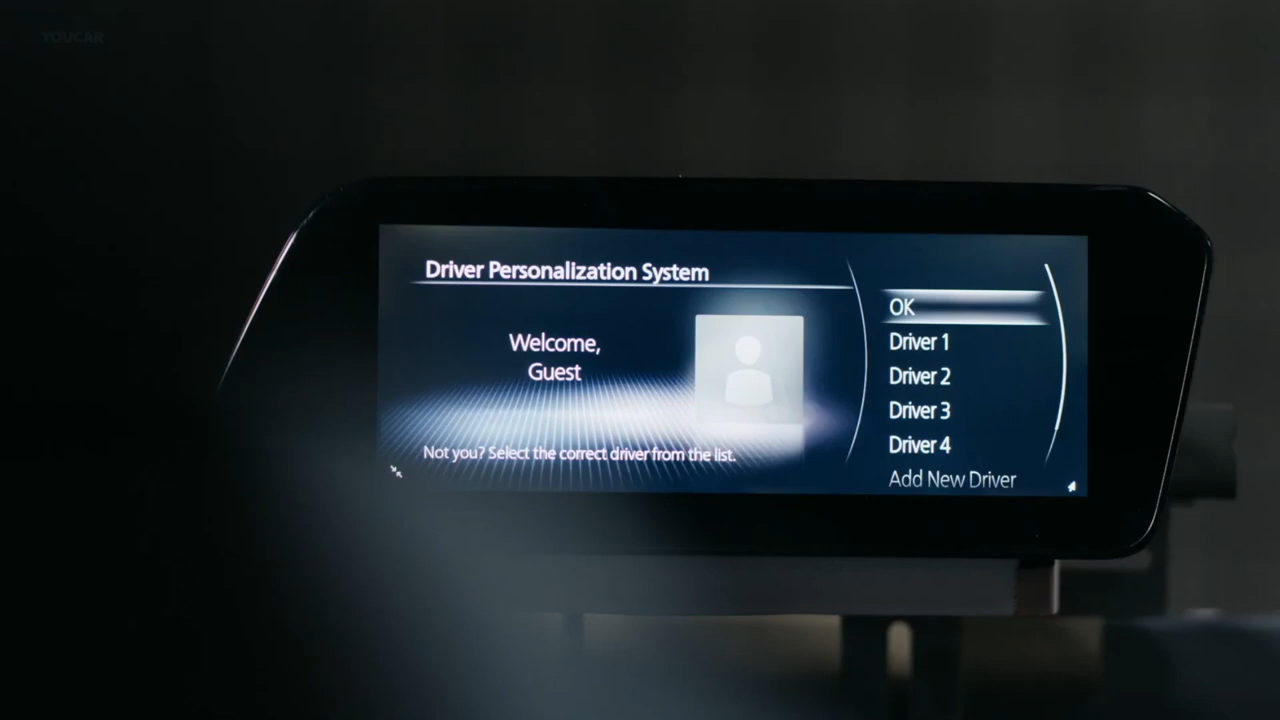 YOUCAR
Driver Personalization System
Welcome,
Guest
Not you? Select the correct driver from the list.
OK
Driver 1
Driver 2
Driver 3
Driver 4
Add New Driver